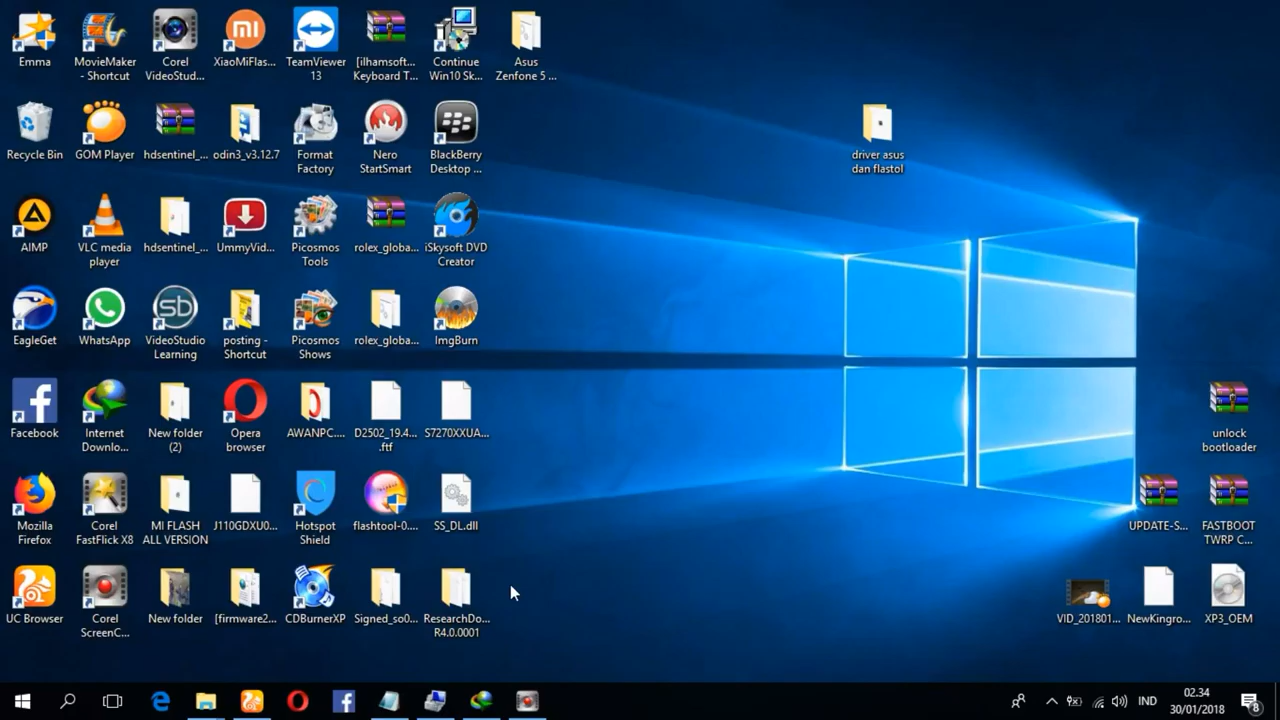 Emma
MovieMaker
- Shortcut
Corel
VideoStud...
XiaoMiFlas...
TeamViewer
13
[ilhamsoft...
Keyboard T...
Continue
Win10 Sk...
Asus
Zenfone 5 ...
Recycle Bin
GOM Player
hdsentinel_...
odin3_v3.12.7
Format
Factory
Nero
StartSmart
BlackBerry
Desktop ...
driver asus
dan flastol
AIMP
VLC media
player
hdsentinel_...
UmmyVid...
Picosmos
Tools
rolex_globa...
iSkysoft DVD
Creator
EagleGet
WhatsApp
sb
VideoStudio
Learning
posting -
Shortcut
Picosmos
Shows
rolex_globa...
ImgBurn
Facebook
Internet
Downlo...
New folder
(2)
Opera
browser
AWANPC....
D2502_19.4...
.ftf
S7270XXUA...
unlock
bootloader
Mozilla
Firefox
Corel
FastFlick X8
MI FLASH
ALL VERSION
J110GDXU0...
Hotspot
Shield
flashtool-0....
SS_DL.dll
UPDATE-S...
FASTBOOT
TWRP C...
UC Browser
Corel
ScreenC...
New folder
[firmware2...
CDBurnerXP
Signed_so0...
ResearchDo...
R4.0.0001
VID_201801...
NewKingro...
XP3_OEM
IND
02.34
30/01/2018
8